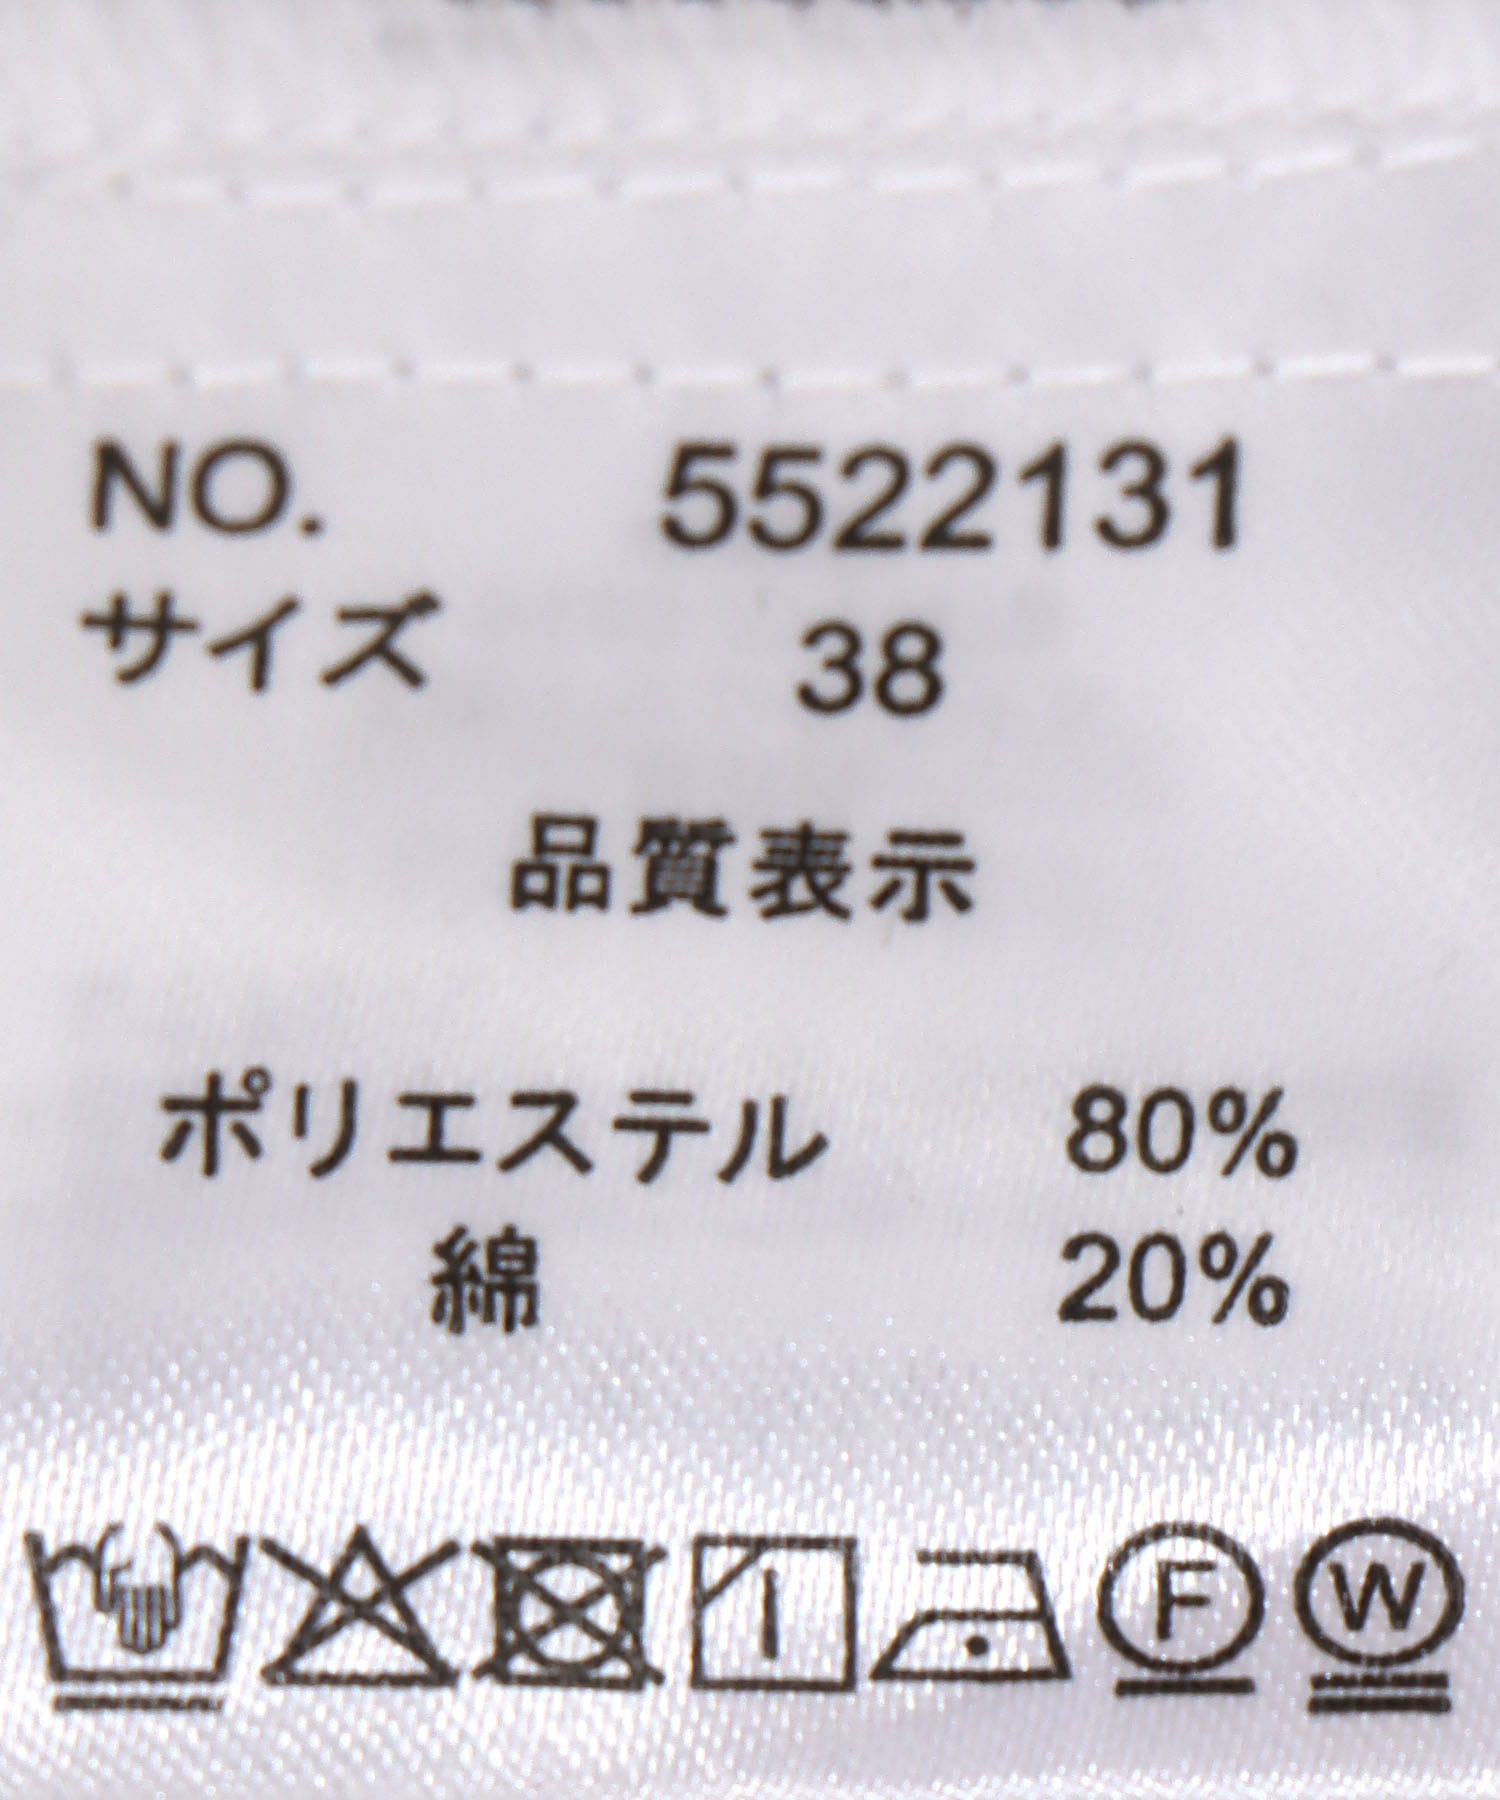 NO. 5522131
サイズ 38
品質表示
ポリエステル 80%
綿 20%
F W